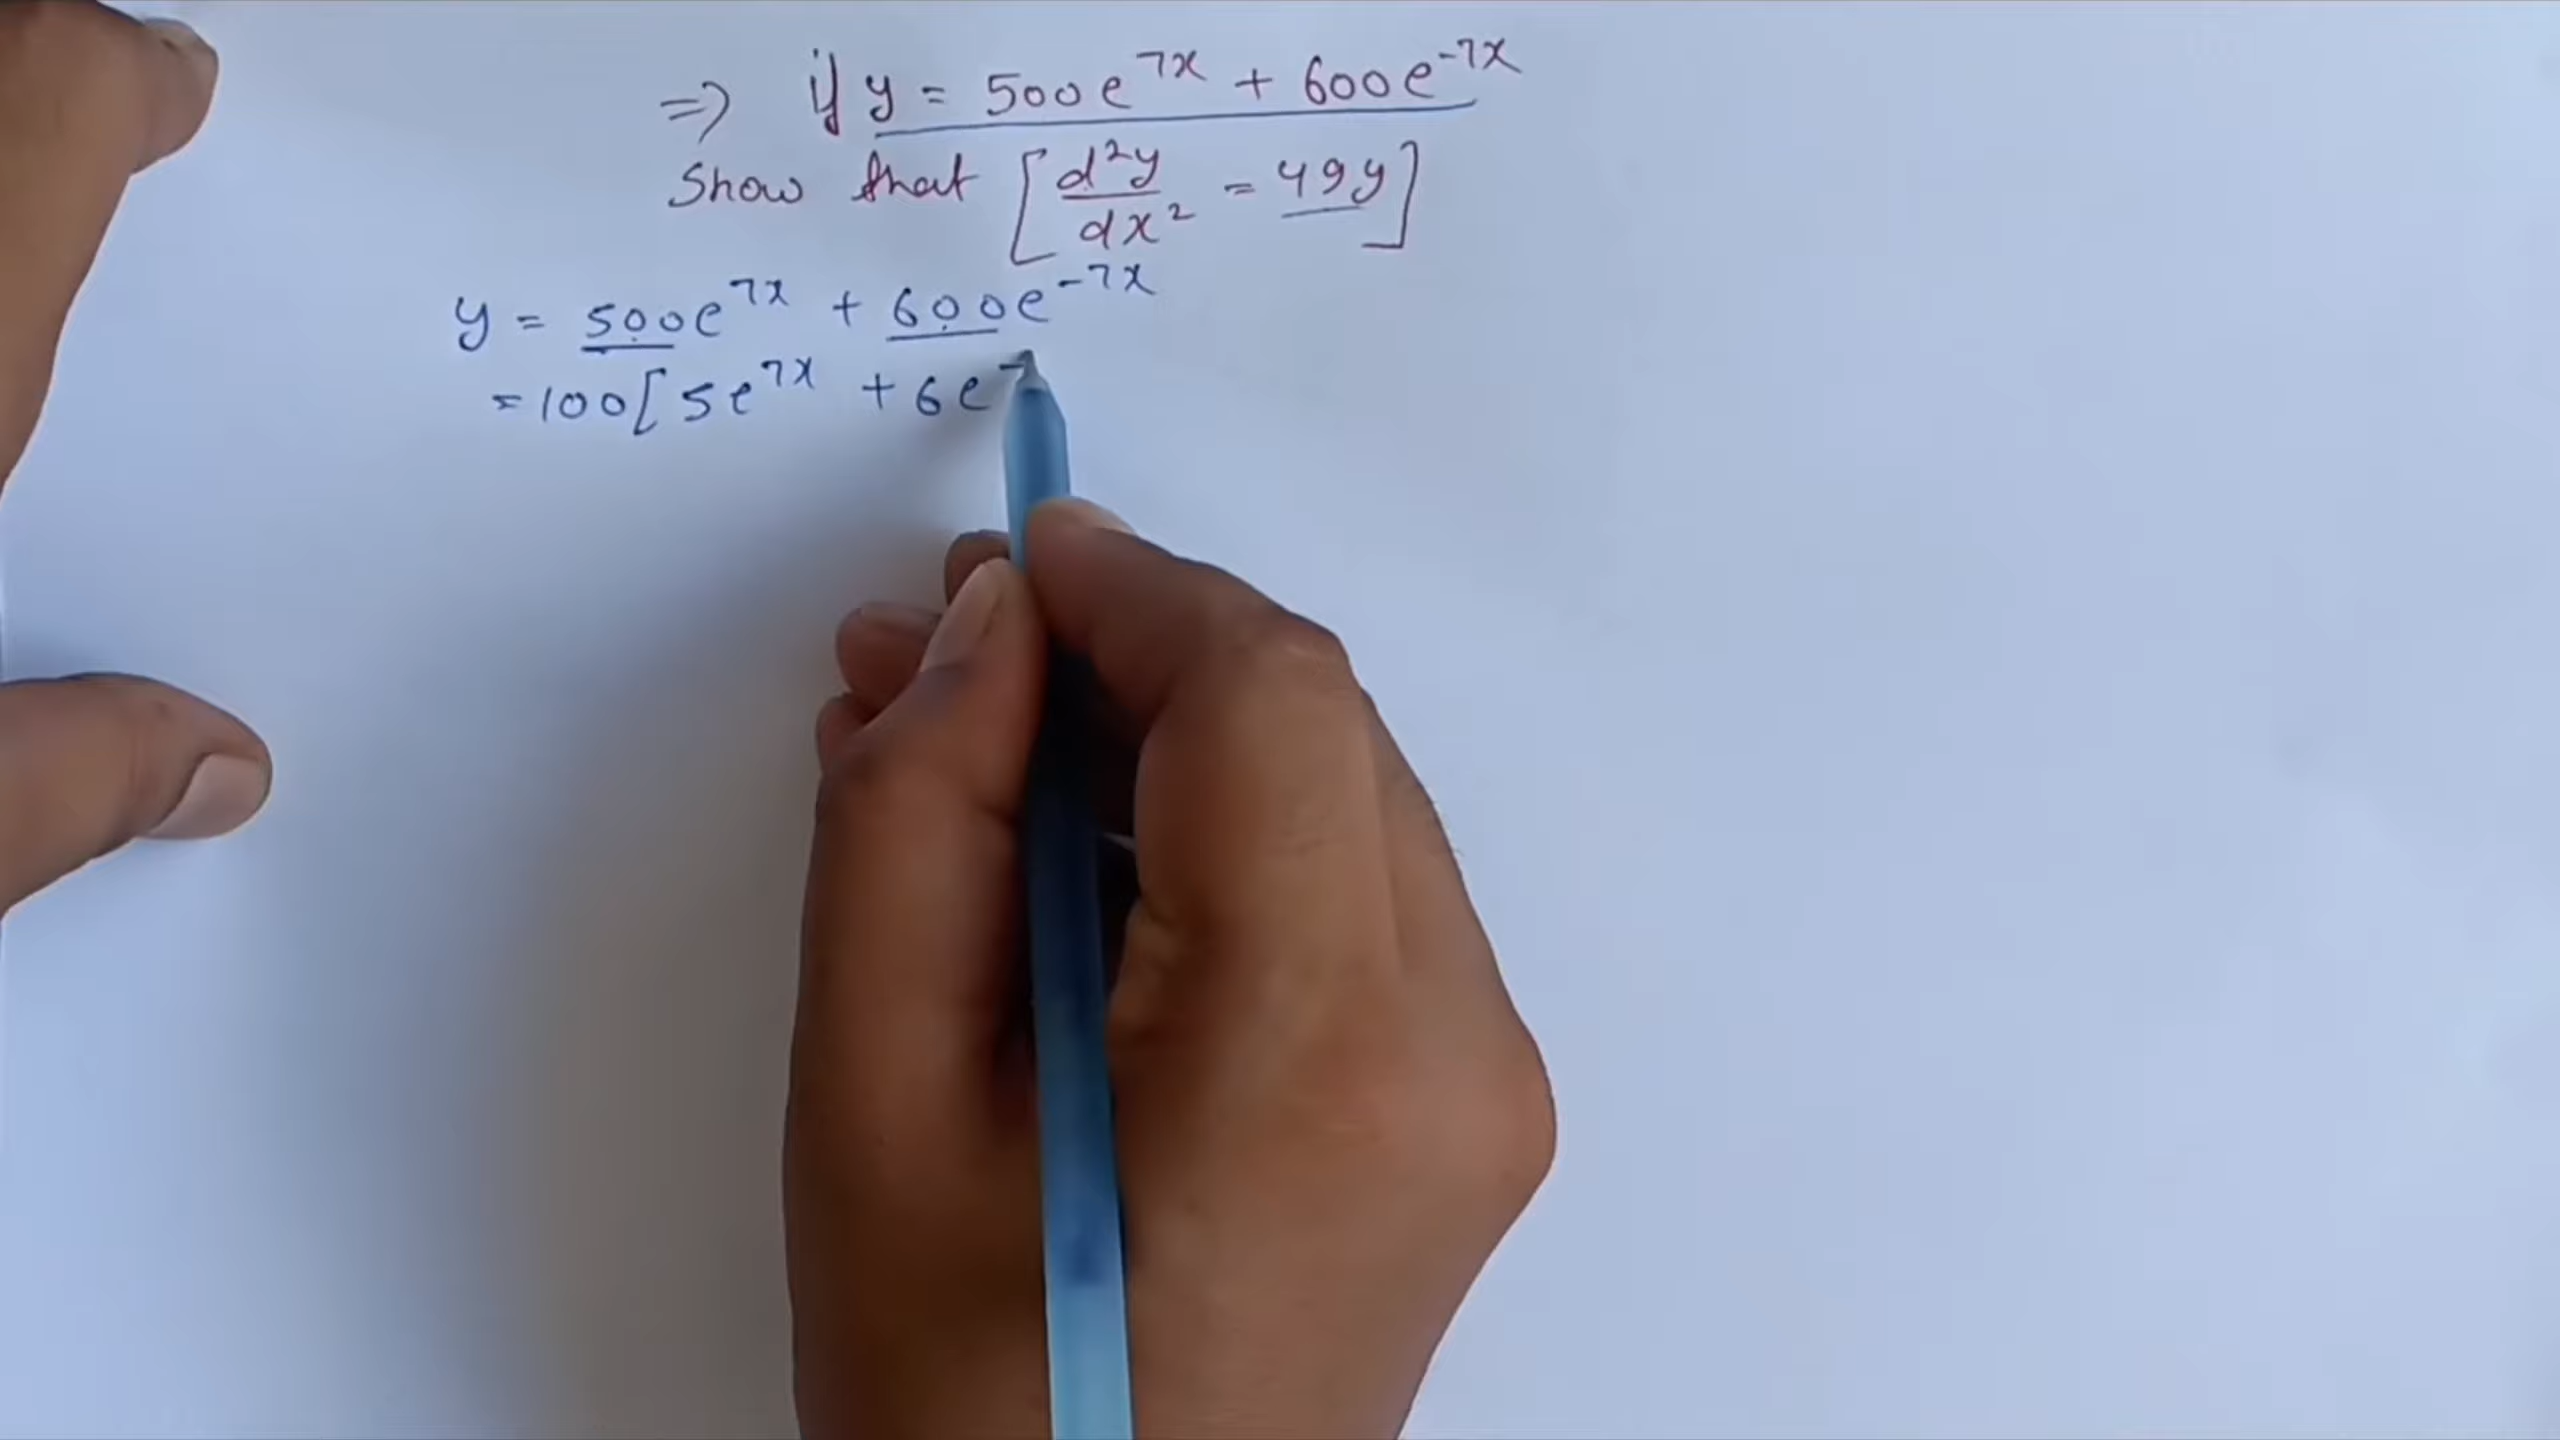 => if y = 500e^{7x} + 600e^{-7x}
Show that [d²y/dx² = 49y]
y = 500e^{7x} + 600e^{-7x}
= 100[5e^{7x} + 6e^{-